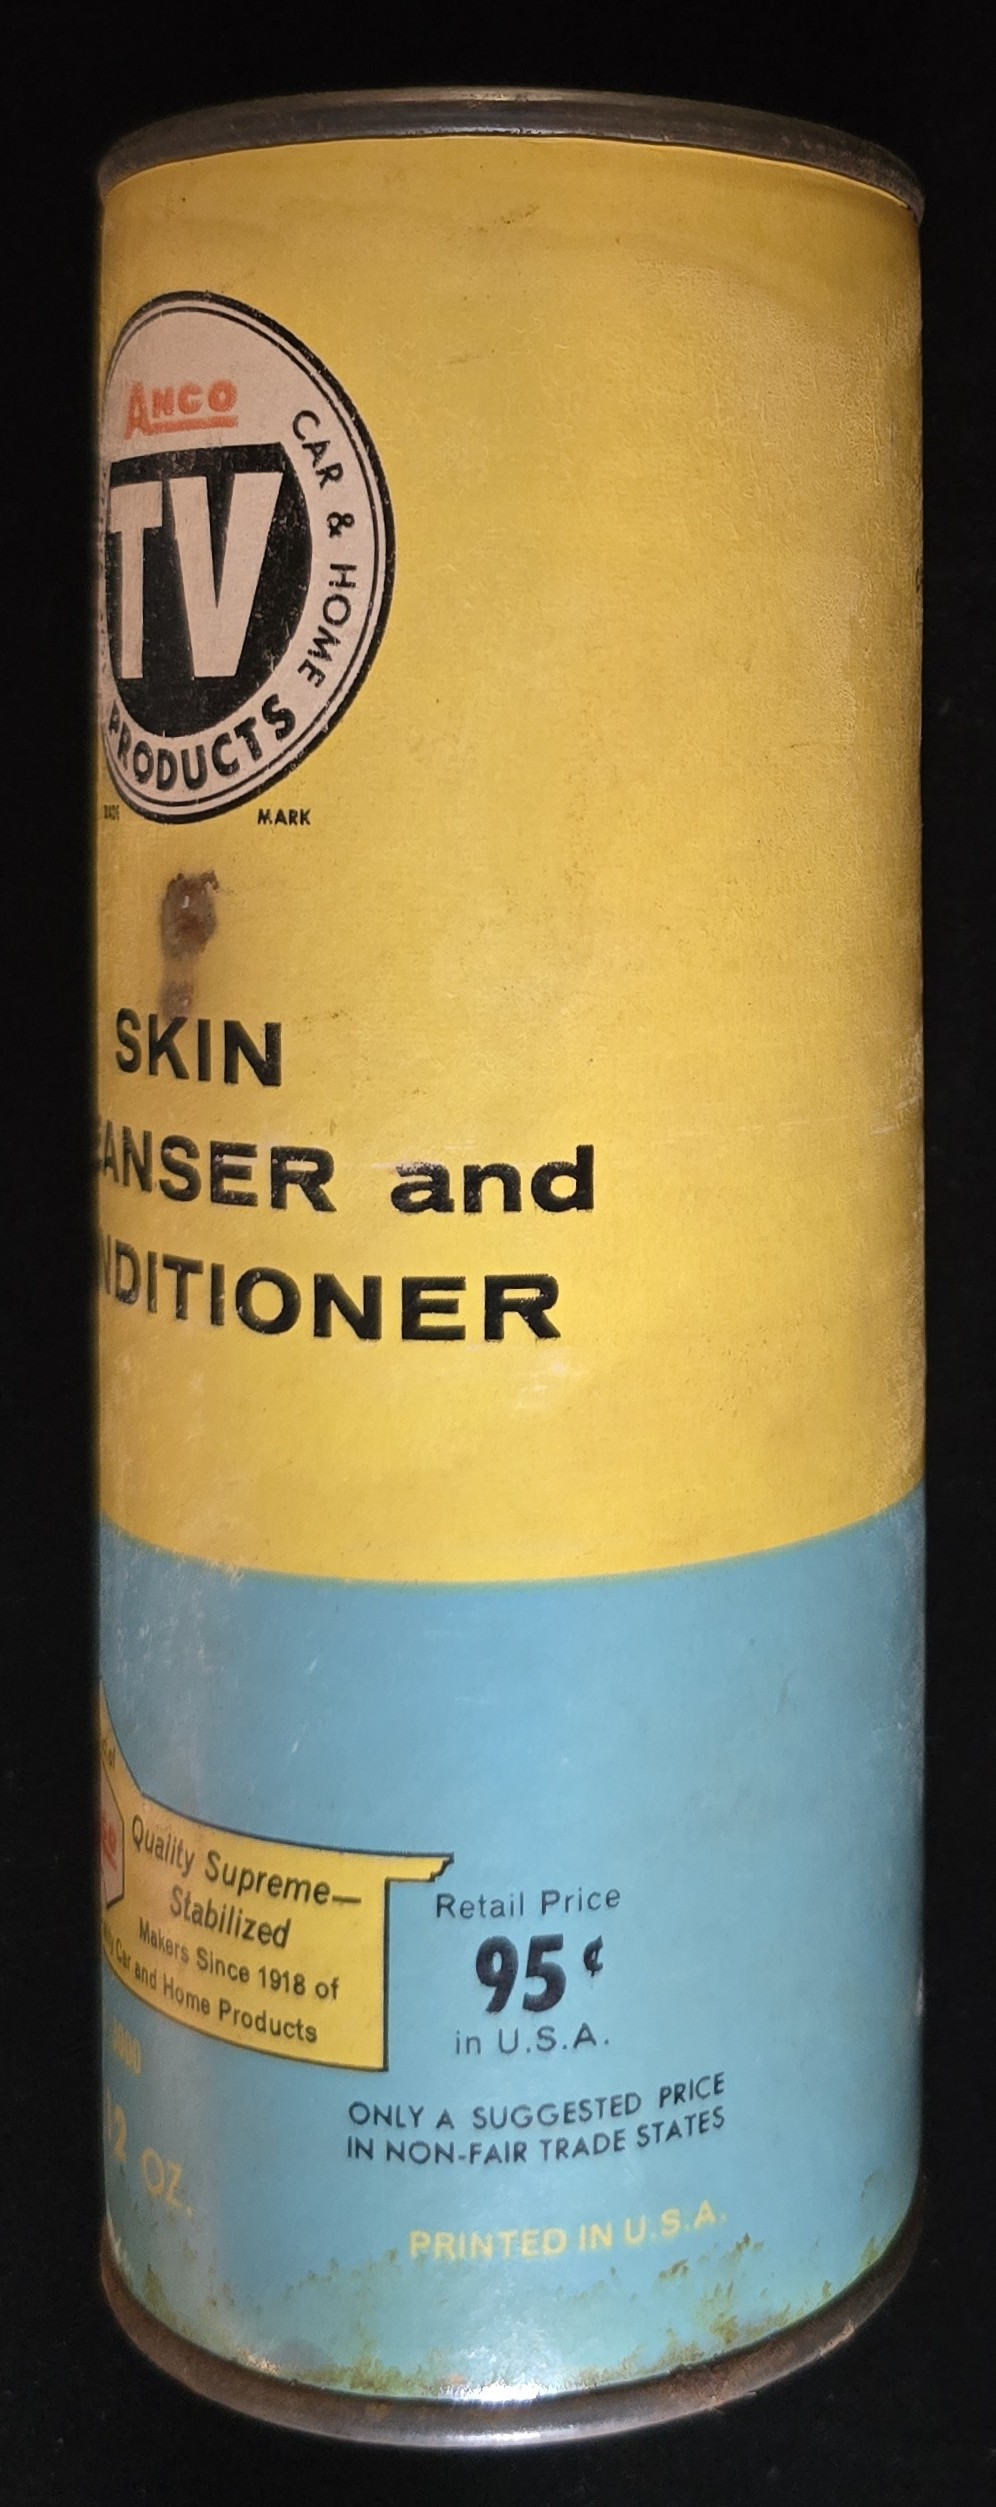 ANCO
TV
CAR & HOME
PRODUCTS
MARK
SKIN
ANSER and
NDITIONER
Quality Supreme—
Stabilized
Makers Since 1918 of
Car and Home Products
12 OZ.
Retail Price
95¢
in U.S.A.
ONLY A SUGGESTED PRICE
IN NON-FAIR TRADE STATES
PRINTED IN U.S.A.